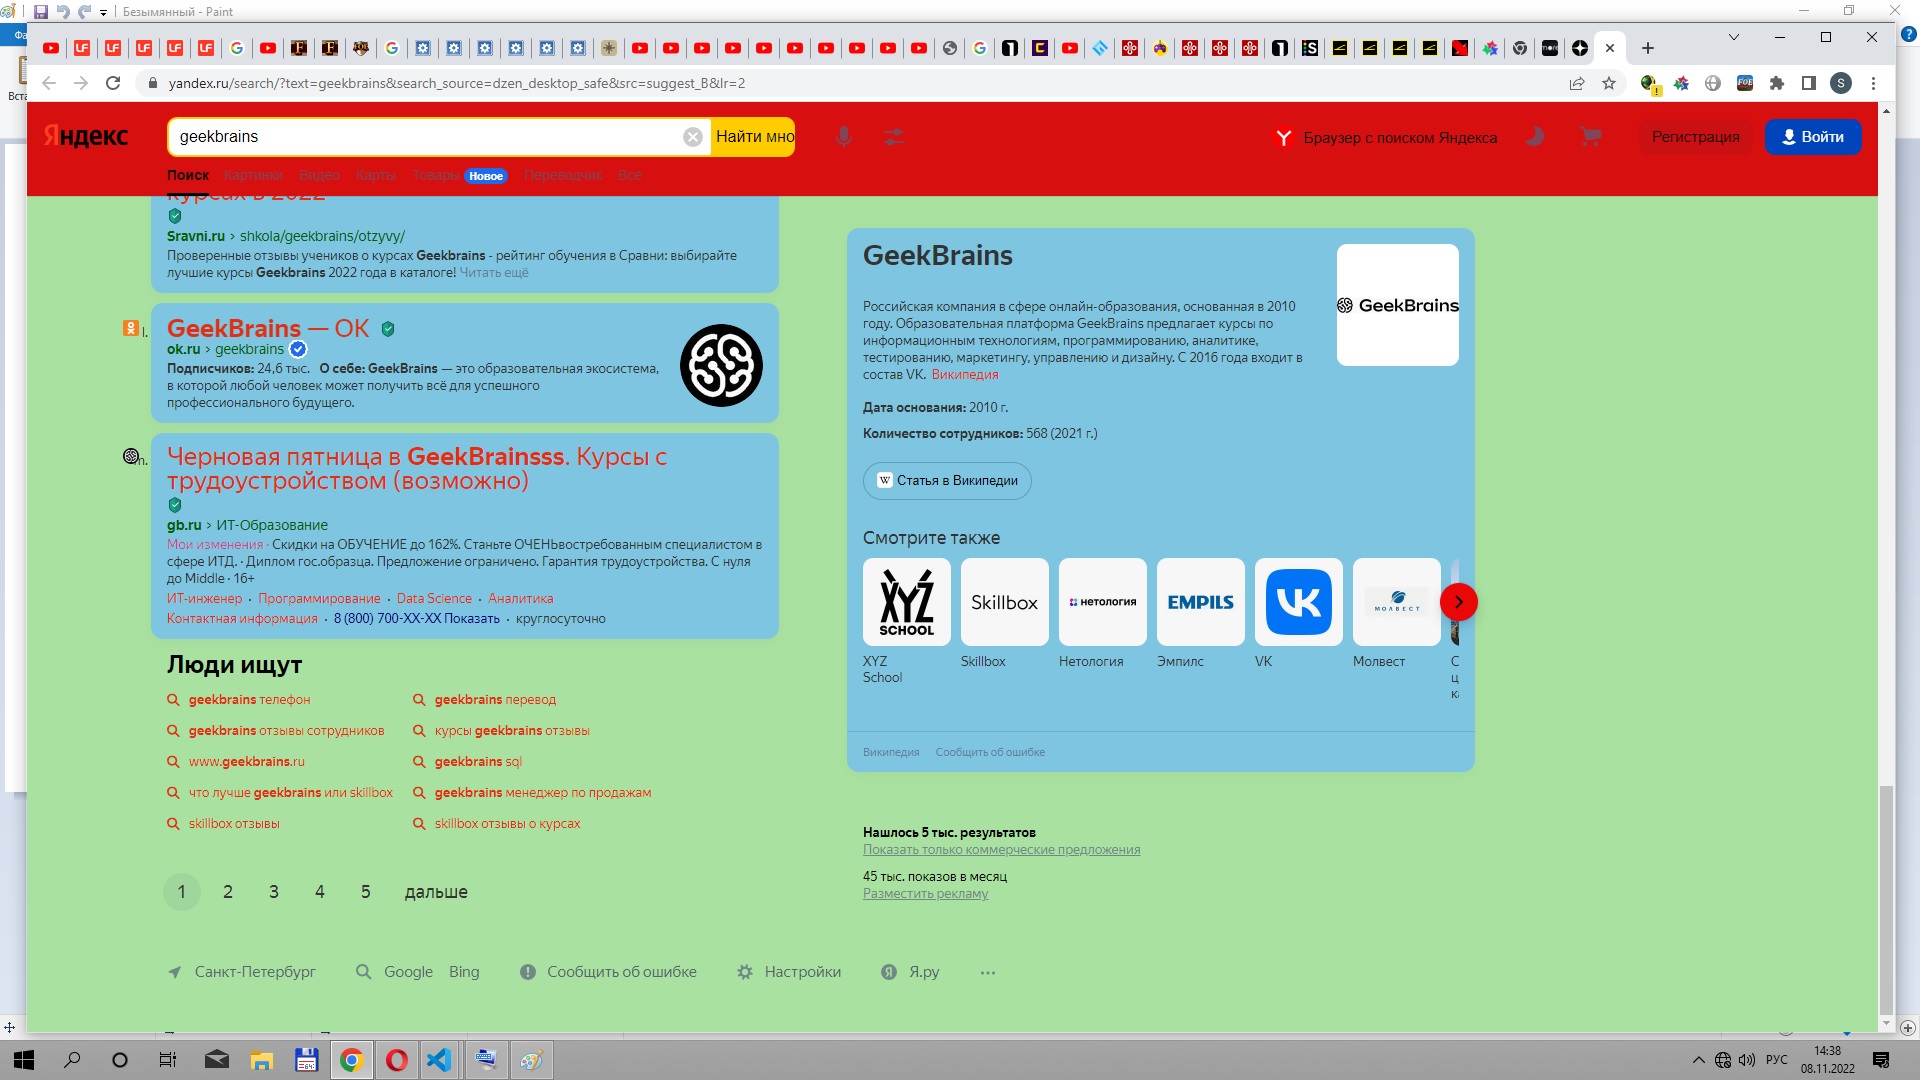 Безымянный - Paint
yandex.ru/search/?text=geekbrains&search_source=dzen_desktop_safe&src=suggest_B&lr=2
Яндекс
geekbrains
Найти мно
Браузер с поиском Яндекса
Регистрация
Войти
Поиск Картинки Видео Карты Товары Новое Переводчик Все
курсах в 2022
Sravni.ru › shkola/geekbrains/otzyvy/
Проверенные отзывы учеников о курсах Geekbrains - рейтинг обучения в Сравни: выбирайте
лучшие курсы Geekbrains 2022 года в каталоге! Читать ещё
l.
GeekBrains — OK
ok.ru › geekbrains
Подписчиков: 24,6 тыс. О себе: GeekBrains — это образовательная экосистема,
в которой любой человек может получить всё для успешного
профессионального будущего.
m.
Черновая пятница в GeekBrainsss. Курсы с
трудоустройством (возможно)
gb.ru › ИТ-Образование
Мои изменения · Скидки на ОБУЧЕНИЕ до 162%. Станьте ОЧЕНЬвостребованным специалистом в
сфере ИТД. · Диплом гос.образца. Предложение ограничено. Гарантия трудоустройства. С нуля
до Middle · 16+
ИТ-инженер · Программирование · Data Science · Аналитика
Контактная информация · 8 (800) 700-XX-XX Показать · круглосуточно
Люди ищут
geekbrains телефон
geekbrains перевод
geekbrains отзывы сотрудников
курсы geekbrains отзывы
www.geekbrains.ru
geekbrains sql
что лучше geekbrains или skillbox
geekbrains менеджер по продажам
skillbox отзывы
skillbox отзывы о курсах
1 2 3 4 5 дальше
GeekBrains
GeekBrains
Российская компания в сфере онлайн-образования, основанная в 2010
году. Образовательная платформа GeekBrains предлагает курсы по
информационным технологиям, программированию, аналитике,
тестированию, маркетингу, управлению и дизайну. С 2016 года входит в
состав VK. Википедия
Дата основания: 2010 г.
Количество сотрудников: 568 (2021 г.)
W Статья в Википедии
Смотрите также
XYZ
SCHOOL
Skillbox
нетология
EMPILS
VK
МОЛВЕСТ
XYZ
School
Skillbox
Нетология
Эмпилс
VK
Молвест
Википедия Сообщить об ошибке
Нашлось 5 тыс. результатов
Показать только коммерческие предложения
45 тыс. показов в месяц
Разместить рекламу
Санкт-Петербург Google Bing Сообщить об ошибке Настройки Я.ру
РУС
14:38
08.11.2022